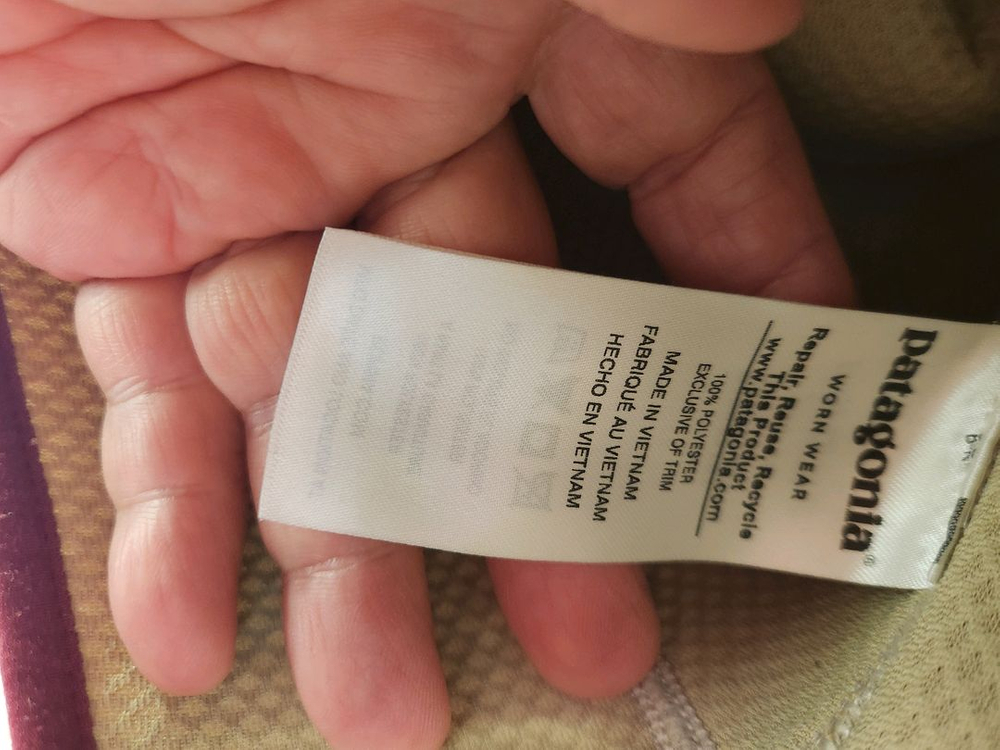 patagonia®
WORN WEAR
Repair, Reuse, Recycle
This Product
www.patagonia.com
100% POLYESTER
EXCLUSIVE OF TRIM
MADE IN VIETNAM
FABRIQUÉ AU VIETNAM
HECHO EN VIETNAM